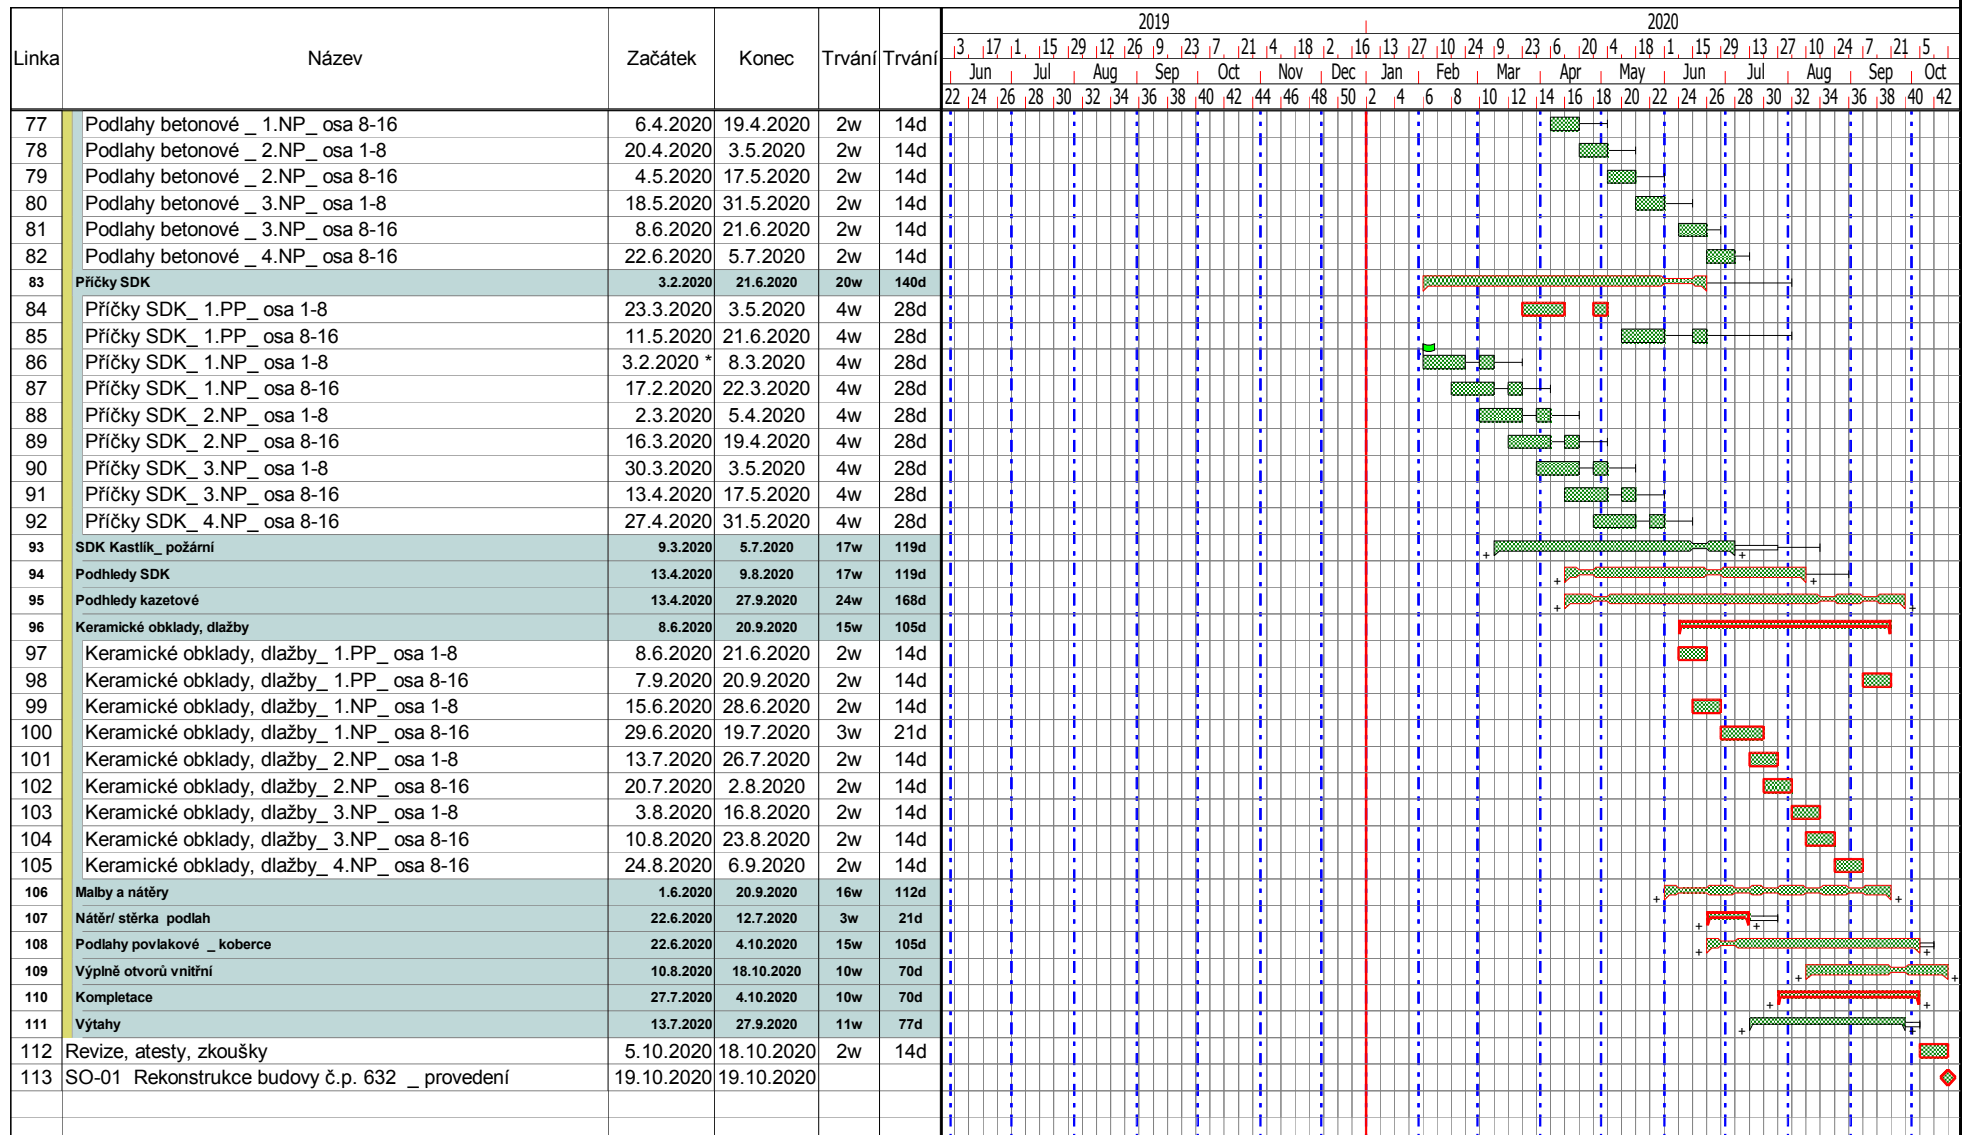 2019 2020
Linka Název Začátek Konec Trvání Trvání
3 17 1 15 29 12 26 9 23 7 21 4 18 2 16 13 27 10 24 9 23 6 20 4 18 1 15 29 13 27 10 24 7 21 5
Jun Jul Aug Sep Oct Nov Dec Jan Feb Mar Apr May Jun Jul Aug Sep Oct
22 24 26 28 30 32 34 36 38 40 42 44 46 48 50 2 4 6 8 10 12 14 16 18 20 22 24 26 28 30 32 34 36 38 40 42
77 Podlahy betonové _ 1.NP_ osa 8-16 6.4.2020 19.4.2020 2w 14d
78 Podlahy betonové _ 2.NP_ osa 1-8 20.4.2020 3.5.2020 2w 14d
79 Podlahy betonové _ 2.NP_ osa 8-16 4.5.2020 17.5.2020 2w 14d
80 Podlahy betonové _ 3.NP_ osa 1-8 18.5.2020 31.5.2020 2w 14d
81 Podlahy betonové _ 3.NP_ osa 8-16 8.6.2020 21.6.2020 2w 14d
82 Podlahy betonové _ 4.NP_ osa 8-16 22.6.2020 5.7.2020 2w 14d
83 Příčky SDK 3.2.2020 21.6.2020 20w 140d
84 Příčky SDK_ 1.PP_ osa 1-8 23.3.2020 3.5.2020 4w 28d
85 Příčky SDK_ 1.PP_ osa 8-16 11.5.2020 21.6.2020 4w 28d
86 Příčky SDK_ 1.NP_ osa 1-8 3.2.2020 * 8.3.2020 4w 28d
87 Příčky SDK_ 1.NP_ osa 8-16 17.2.2020 22.3.2020 4w 28d
88 Příčky SDK_ 2.NP_ osa 1-8 2.3.2020 5.4.2020 4w 28d
89 Příčky SDK_ 2.NP_ osa 8-16 16.3.2020 19.4.2020 4w 28d
90 Příčky SDK_ 3.NP_ osa 1-8 30.3.2020 3.5.2020 4w 28d
91 Příčky SDK_ 3.NP_ osa 8-16 13.4.2020 17.5.2020 4w 28d
92 Příčky SDK_ 4.NP_ osa 8-16 27.4.2020 31.5.2020 4w 28d
93 SDK Kastlík_ požární 9.3.2020 5.7.2020 17w 119d
94 Podhledy SDK 13.4.2020 9.8.2020 17w 119d
95 Podhledy kazetové 13.4.2020 27.9.2020 24w 168d
96 Keramické obklady, dlažby 8.6.2020 20.9.2020 15w 105d
97 Keramické obklady, dlažby_ 1.PP_ osa 1-8 8.6.2020 21.6.2020 2w 14d
98 Keramické obklady, dlažby_ 1.PP_ osa 8-16 7.9.2020 20.9.2020 2w 14d
99 Keramické obklady, dlažby_ 1.NP_ osa 1-8 15.6.2020 28.6.2020 2w 14d
100 Keramické obklady, dlažby_ 1.NP_ osa 8-16 29.6.2020 19.7.2020 3w 21d
101 Keramické obklady, dlažby_ 2.NP_ osa 1-8 13.7.2020 26.7.2020 2w 14d
102 Keramické obklady, dlažby_ 2.NP_ osa 8-16 20.7.2020 2.8.2020 2w 14d
103 Keramické obklady, dlažby_ 3.NP_ osa 1-8 3.8.2020 16.8.2020 2w 14d
104 Keramické obklady, dlažby_ 3.NP_ osa 8-16 10.8.2020 23.8.2020 2w 14d
105 Keramické obklady, dlažby_ 4.NP_ osa 8-16 24.8.2020 6.9.2020 2w 14d
106 Malby a nátěry 1.6.2020 20.9.2020 16w 112d
107 Nátěr/ stěrka podlah 22.6.2020 12.7.2020 3w 21d
108 Podlahy povlakové _ koberce 22.6.2020 4.10.2020 15w 105d
109 Výplně otvorů vnitřní 10.8.2020 18.10.2020 10w 70d
110 Kompletace 27.7.2020 4.10.2020 10w 70d
111 Výtahy 13.7.2020 27.9.2020 11w 77d
112 Revize, atesty, zkoušky 5.10.2020 18.10.2020 2w 14d
113 SO-01 Rekonstrukce budovy č.p. 632 _ provedení 19.10.2020 19.10.2020